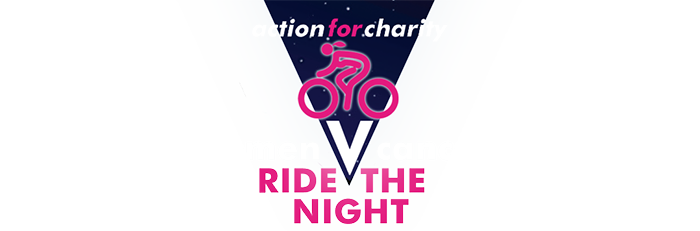 actionforcharity
V
RIDE THE
NIGHT